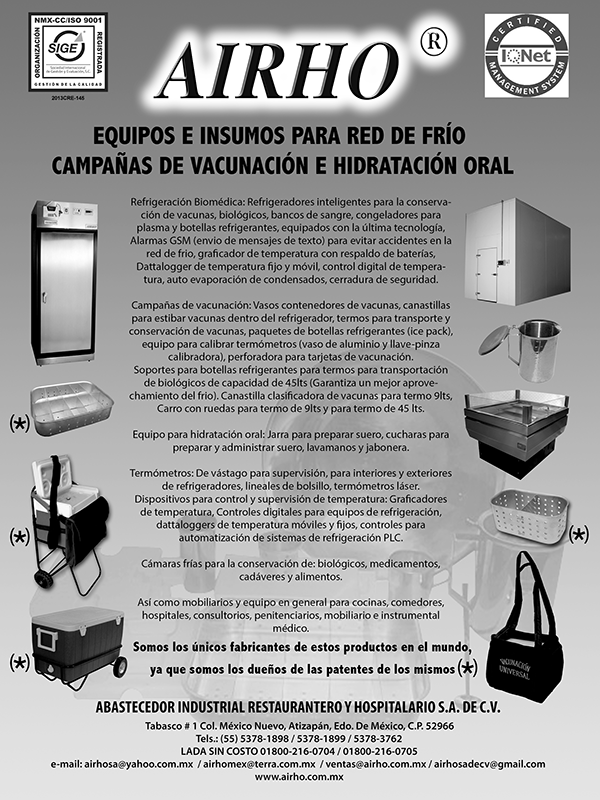 NMX-CC/ISO 9001
ORGANIZACIÓN
REGISTRADA
SIGE
Sociedad Internacional
de Gestión y Evaluación, S.C.
GESTIÓN DE LA CALIDAD
2013CRE-145
AIRHO ®
CERTIFIED
IQNet
MANAGEMENT SYSTEM
EQUIPOS E INSUMOS PARA RED DE FRÍO
CAMPAÑAS DE VACUNACIÓN E HIDRATACIÓN ORAL
Refrigeración Biomédica: Refrigeradores inteligentes para la conserva-
ción de vacunas, biológicos, bancos de sangre, congeladores para
plasma y botellas refrigerantes, equipados con la última tecnología,
Alarmas GSM (envio de mensajes de texto) para evitar accidentes en la
red de frio, graficador de temperatura con respaldo de baterías,
Dattalogger de temperatura fijo y móvil, control digital de tempera-
tura, auto evaporación de condensados, cerradura de seguridad.
Campañas de vacunación: Vasos contenedores de vacunas, canastillas
para estibar vacunas dentro del refrigerador, termos para transporte y
conservación de vacunas, paquetes de botellas refrigerantes (ice pack),
equipo para calibrar termómetros (vaso de aluminio y llave-pinza
calibradora), perforadora para tarjetas de vacunación.
Soportes para botellas refrigerantes para termos para transportación
de biológicos de capacidad de 45lts (Garantiza un mejor aprove-
chamiento del frio). Canastilla clasificadora de vacunas para termo 9lts,
Carro con ruedas para termo de 9lts y para termo de 45 lts.
(*)
Equipo para hidratación oral: Jarra para preparar suero, cucharas para
preparar y administrar suero, lavamanos y jabonera.
Termómetros: De vástago para supervisión, para interiores y exteriores
de refrigeradores, lineales de bolsillo, termómetros láser.
Dispositivos para control y supervisión de temperatura: Graficadores
de temperatura, Controles digitales para equipos de refrigeración,
dattaloggers de temperatura móviles y fijos, controles para
automatización de sistemas de refrigeración PLC.
(*)
(*)
Cámaras frías para la conservación de: biológicos, medicamentos,
cadáveres y alimentos.
Así como mobiliarios y equipo en general para cocinas, comedores,
hospitales, consultorios, penitenciarios, mobiliario e instrumental
médico.
VACUNACIÓN
UNIVERSAL
(*)
Somos los únicos fabricantes de estos productos en el mundo,
ya que somos los dueños de las patentes de los mismos (*)
ABASTECEDOR INDUSTRIAL RESTAURANTERO Y HOSPITALARIO S.A. DE C.V.
Tabasco # 1 Col. México Nuevo, Atizapán, Edo. De México, C.P. 52966
Tels.: (55) 5378-1898 / 5378-1899 / 5378-3762
LADA SIN COSTO 01800-216-0704 / 01800-216-0705
e-mail: airhosa@yahoo.com.mx / airhomex@terra.com.mx / ventas@airho.com.mx / airhosadecv@gmail.com
www.airho.com.mx